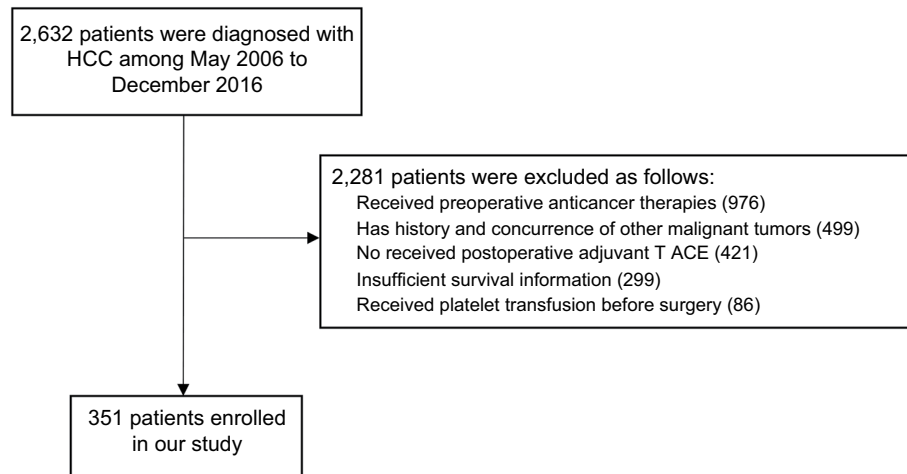 2,632 patients were diagnosed with
HCC among May 2006 to
December 2016
2,281 patients were excluded as follows:
Received preoperative anticancer therapies (976)
Has history and concurrence of other malignant tumors (499)
No received postoperative adjuvant T ACE (421)
Insufficient survival information (299)
Received platelet transfusion before surgery (86)
351 patients enrolled
in our study